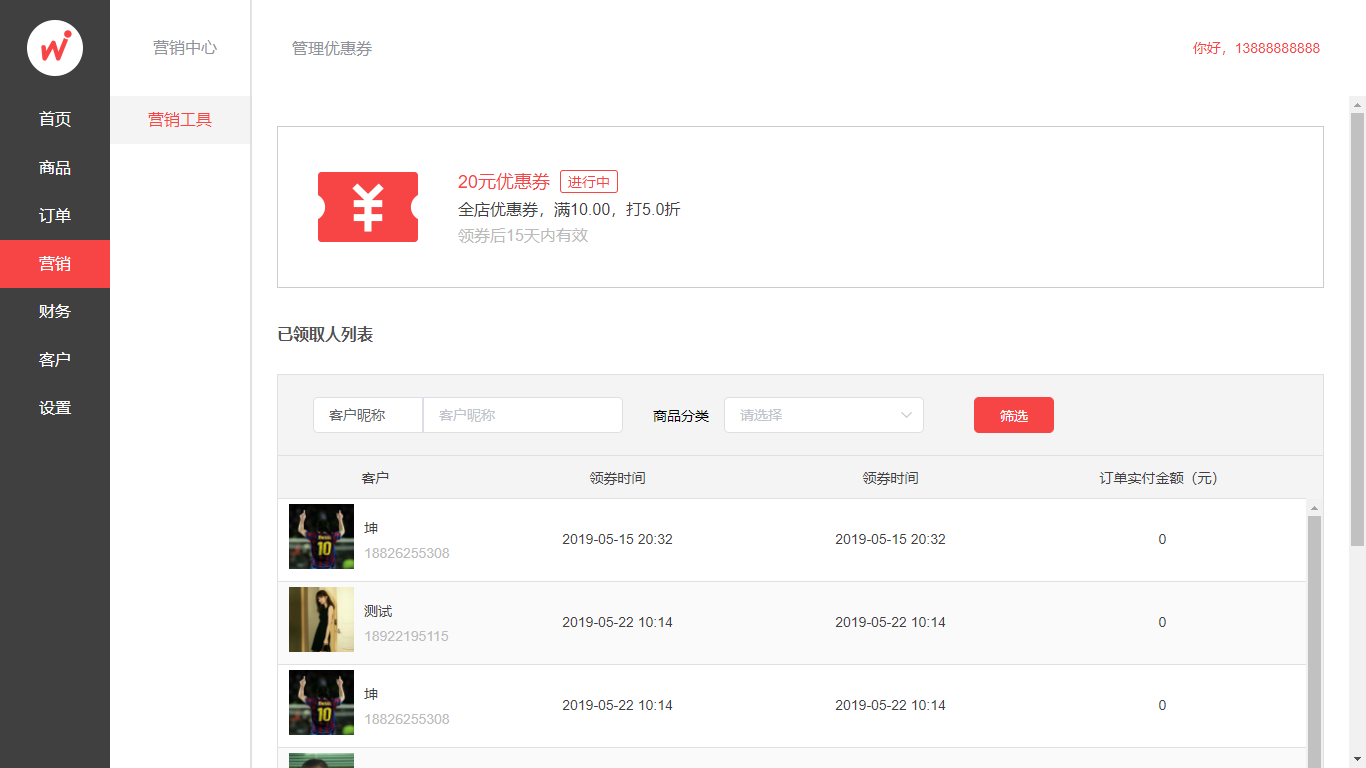 营销中心
管理优惠券
你好，13888888888
首页
商品
订单
营销
财务
客户
设置
营销工具
20元优惠券 进行中
全店优惠券，满10.00，打5.0折
领券后15天内有效
已领取人列表
客户昵称 客户昵称 商品分类 请选择 筛选
客户 领券时间 领券时间 订单实付金额（元）
坤
18826255308
2019-05-15 20:32 2019-05-15 20:32 0
测试
18922195115
2019-05-22 10:14 2019-05-22 10:14 0
坤
18826255308
2019-05-22 10:14 2019-05-22 10:14 0